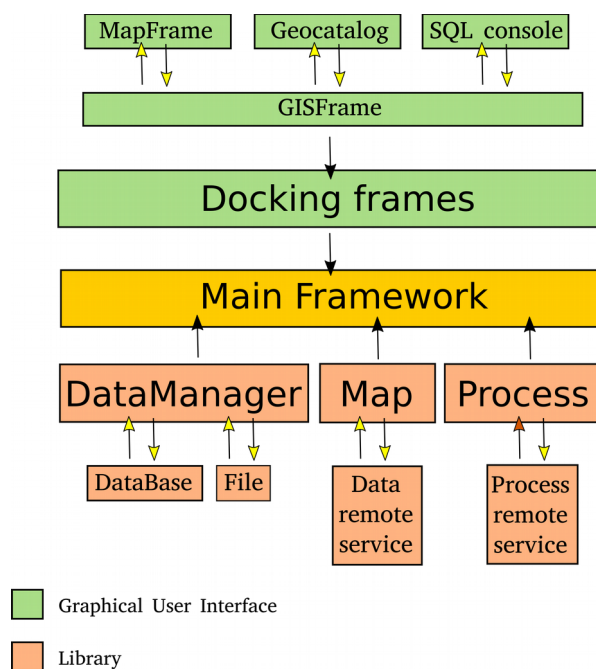 MapFrame
Geocatalog
SQL console
GISFrame
Docking frames
Main Framework
DataManager
Map
Process
DataBase
File
Data
remote
service
Process
remote
service
Graphical User Interface
Library